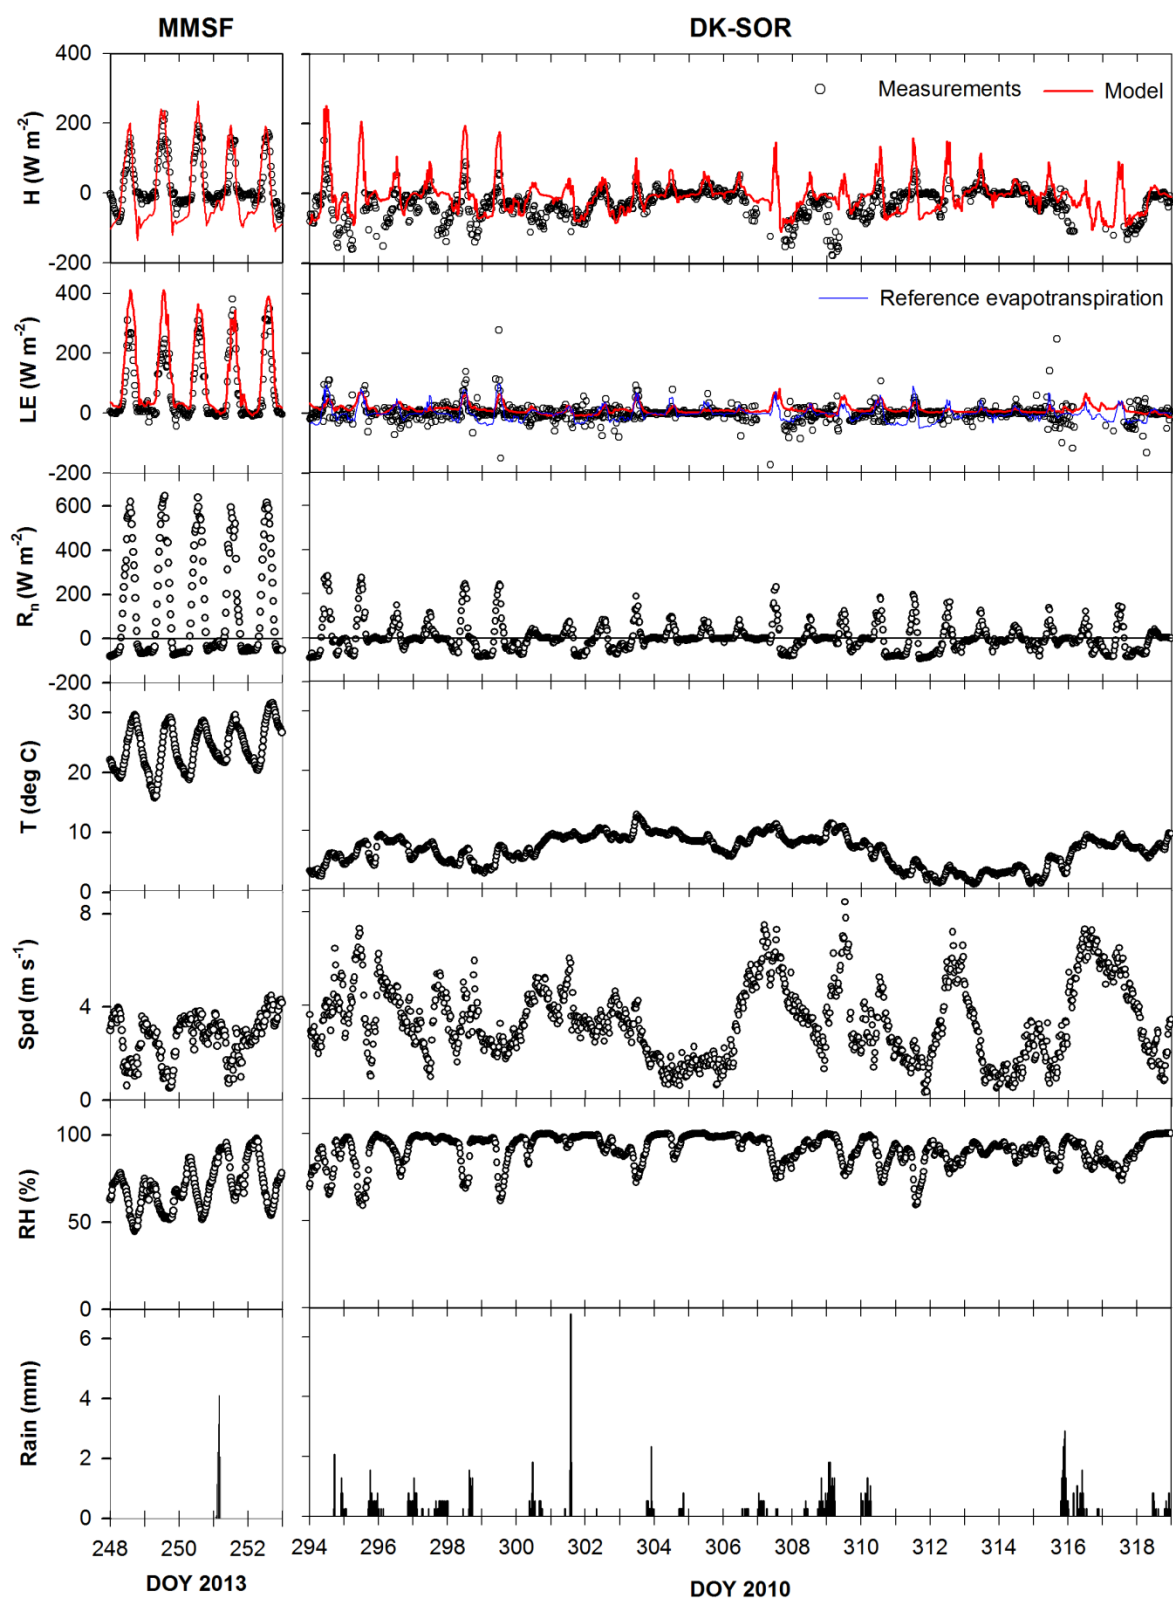 MMSF DK-SOR
400
200
0
-200
H (W m-2)
Measurements Model
400
200
0
-200
LE (W m-2)
Reference evapotranspiration
600
400
200
0
-200
Rn (W m-2)
30
20
10
0
T (deg C)
8
4
0
Spd (m s-1)
100
50
0
RH (%)
6
4
2
0
Rain (mm)
248 250 252 294 296 298 300 302 304 306 308 310 312 314 316 318
DOY 2013 DOY 2010